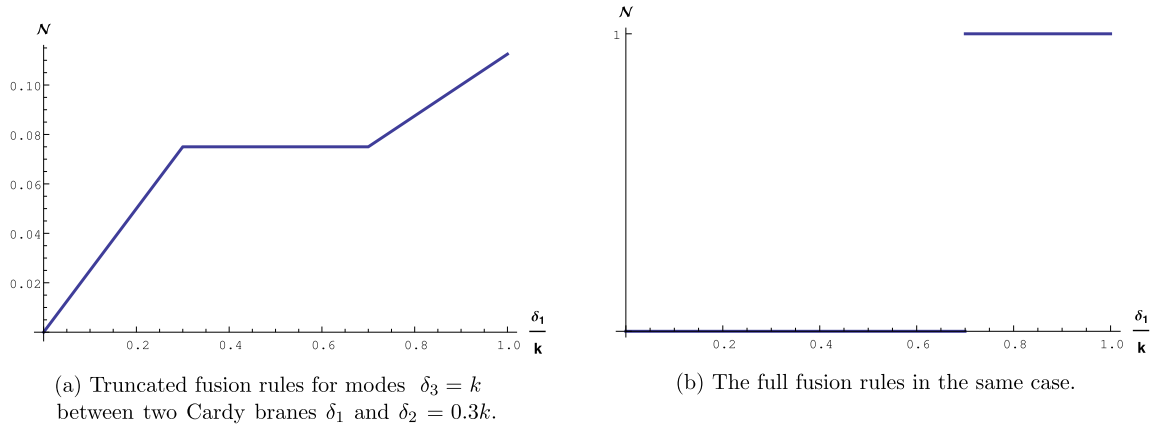 𝒩
0.10
0.08
0.06
0.04
0.02
0.2
0.4
0.6
0.8
1.0
δ₁
k
(a) Truncated fusion rules for modes δ₃ = k
between two Cardy branes δ₁ and δ₂ = 0.3k.
𝒩
1
0.2
0.4
0.6
0.8
1.0
δ₁
k
(b) The full fusion rules in the same case.